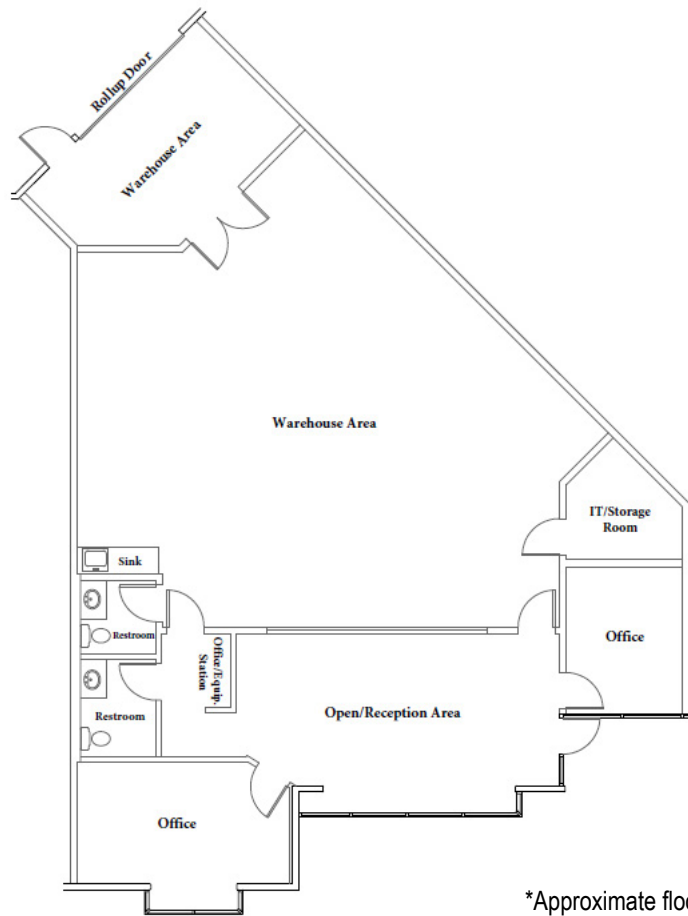 Rollup Door
Warehouse Area
Warehouse Area
IT/Storage
Room
Sink
Restroom
Office/Equip.
Station
Office
Restroom
Open/Reception Area
Office
*Approximate floo